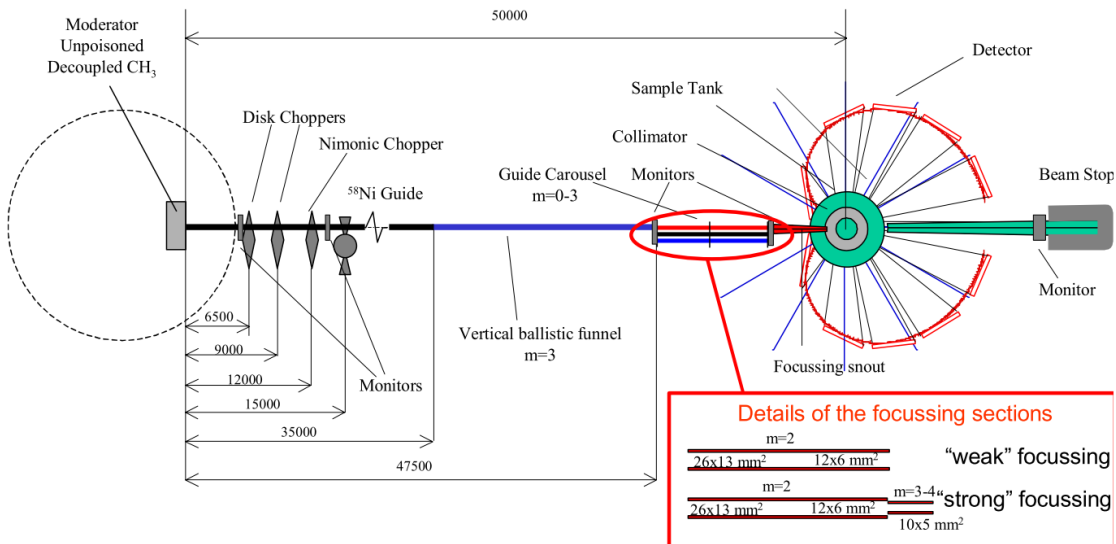 50000
Moderator
Unpoisoned
Decoupled CH3
Detector
Sample Tank
Disk Choppers
Collimator
Nimonic Chopper
Guide Carousel
m=0-3
Monitors
Beam Stop
58Ni Guide
6500
Monitor
Vertical ballistic funnel
m=3
9000
Focussing snout
12000
Monitors
15000
35000
47500
Details of the focussing sections
m=2
26x13 mm2
12x6 mm2
"weak" focussing
m=2
m=3-4
26x13 mm2
12x6 mm2
"strong" focussing
10x5 mm2